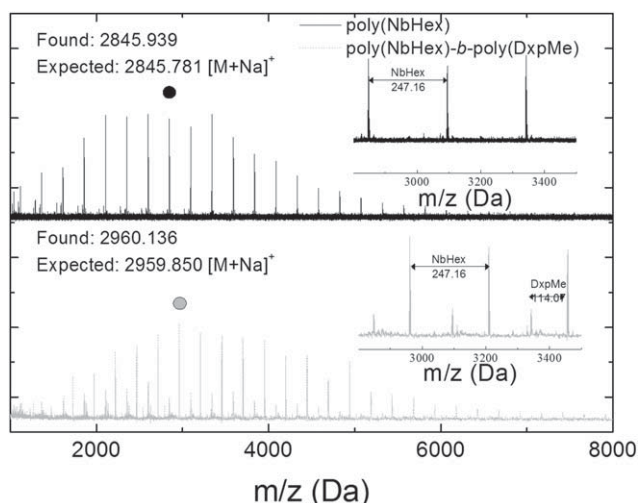 poly(NbHex)
poly(NbHex)-b-poly(DxpMe)
Found: 2845.939
Expected: 2845.781 [M+Na]+
NbHex
247.16
3000 3200 3400
m/z (Da)
Found: 2960.136
Expected: 2959.850 [M+Na]+
NbHex
247.16
DxpMe
114.07
3000 3200 3400
m/z (Da)
2000 4000 6000 8000
m/z (Da)